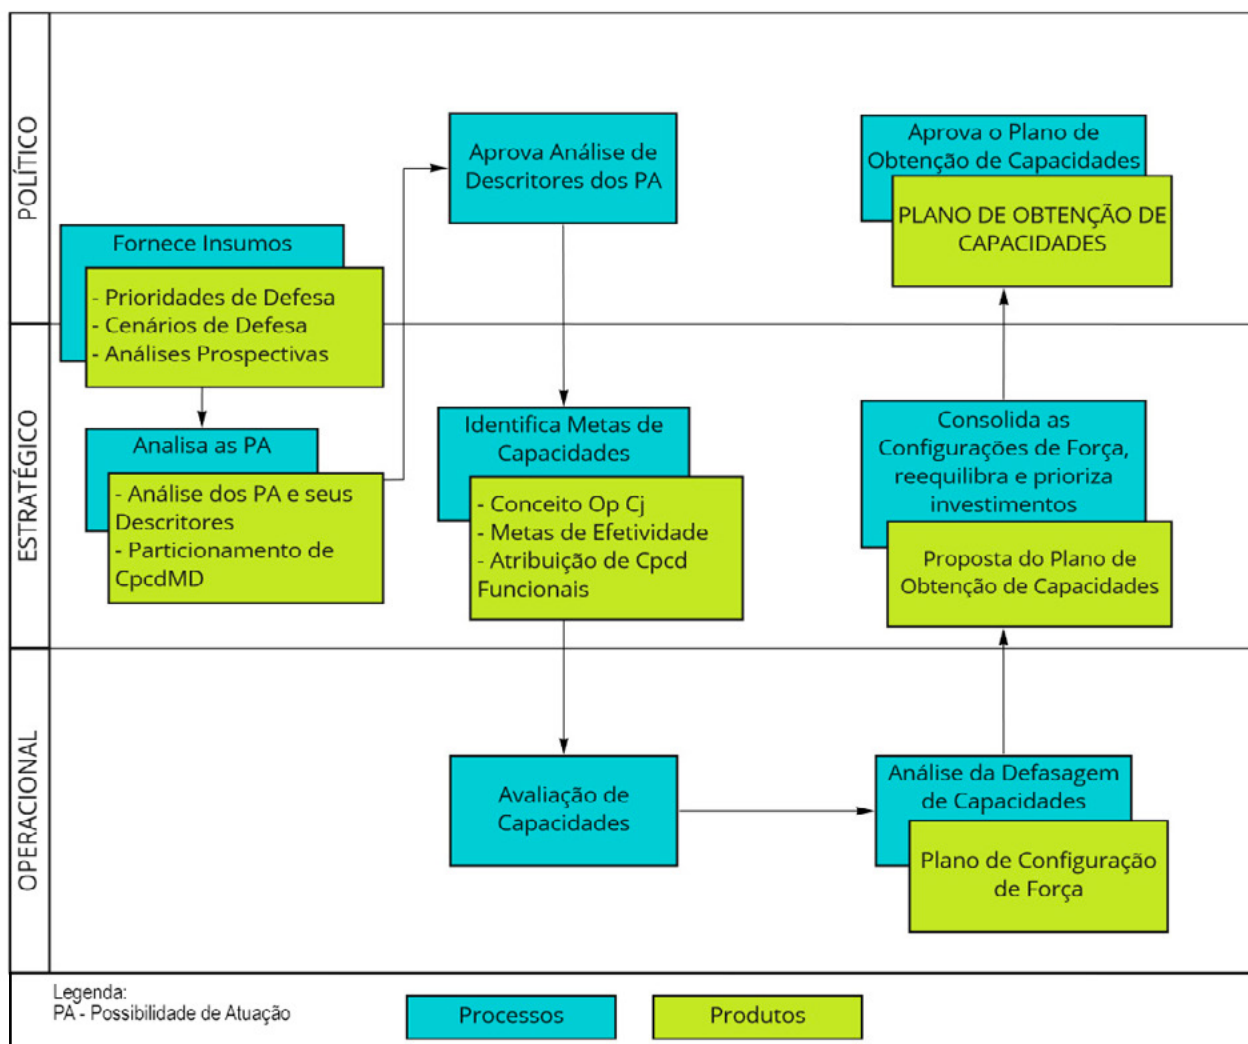 POLÍTICO
Fornece Insumos
- Prioridades de Defesa
- Cenários de Defesa
- Análises Prospectivas
Aprova Análise de
Descritores dos PA
Aprova o Plano de
Obtenção de Capacidades
PLANO DE OBTENÇÃO DE
CAPACIDADES
ESTRATÉGICO
Analisa as PA
- Análise dos PA e seus
Descritores
- Particionamento de
CpcdMD
Identifica Metas de
Capacidades
- Conceito Op Cj
- Metas de Efetividade
- Atribuição de Cpcd
Funcionais
Consolida as
Configurações de Força,
reequilibra e prioriza
investimentos
Proposta do Plano de
Obtenção de Capacidades
OPERACIONAL
Avaliação de
Capacidades
Análise da Defasagem
de Capacidades
Plano de Configuração
de Força
Legenda:
PA - Possibilidade de Atuação
Processos
Produtos